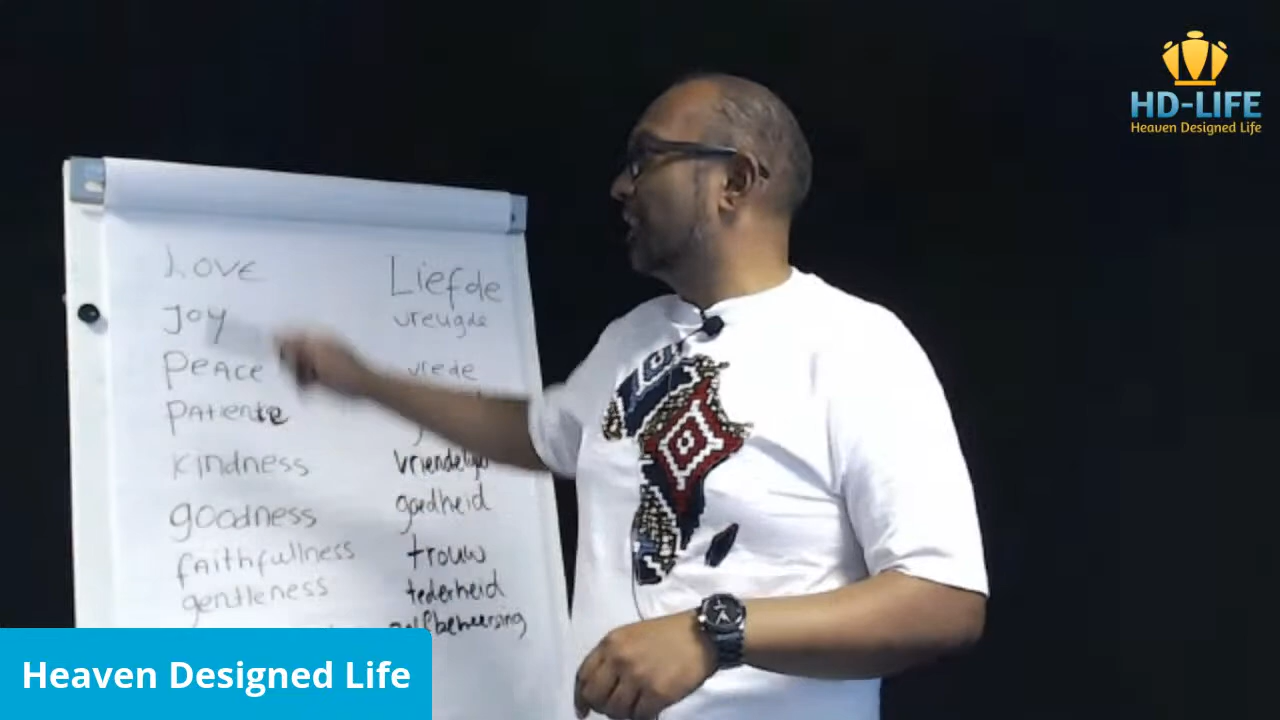 HD-LIFE
Heaven Designed Life
Love Liefde
Joy vreugde
Peace vrede
Patience
kindness
goodness goedheid
faithfullness trouw
gentleness tederheid
Heaven Designed Life